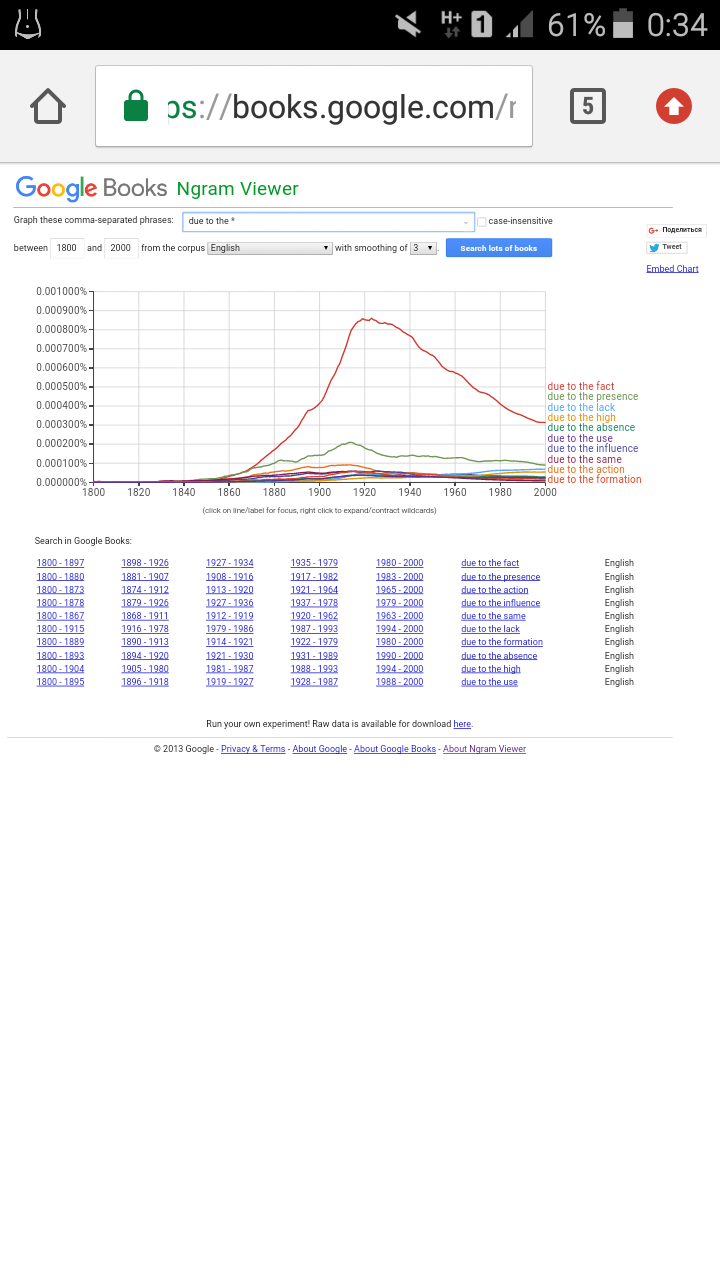 H+ 1 61% 0:34
ps://books.google.com/r
5
Google Books Ngram Viewer
Graph these comma-separated phrases: due to the * case-insensitive
Поделиться
between 1800 and 2000 from the corpus English with smoothing of 3 . Search lots of books
Tweet
Embed Chart
0.001000%
0.000900%
0.000800%
0.000700%
0.000600%
0.000500%
0.000400%
0.000300%
0.000200%
0.000100%
0.000000%
due to the fact
due to the presence
due to the lack
due to the high
due to the absence
due to the use
due to the influence
due to the same
due to the action
due to the formation
1800 1820 1840 1860 1880 1900 1920 1940 1960 1980 2000
(click on line/label for focus, right click to expand/contract wildcards)
Search in Google Books:
1800 - 1897 1898 - 1926 1927 - 1934 1935 - 1979 1980 - 2000 due to the fact English
1800 - 1880 1881 - 1907 1908 - 1916 1917 - 1982 1983 - 2000 due to the presence English
1800 - 1873 1874 - 1912 1913 - 1920 1921 - 1964 1965 - 2000 due to the action English
1800 - 1878 1879 - 1926 1927 - 1936 1937 - 1978 1979 - 2000 due to the influence English
1800 - 1867 1868 - 1911 1912 - 1919 1920 - 1962 1963 - 2000 due to the same English
1800 - 1915 1916 - 1978 1979 - 1986 1987 - 1993 1994 - 2000 due to the lack English
1800 - 1889 1890 - 1913 1914 - 1921 1922 - 1979 1980 - 2000 due to the formation English
1800 - 1893 1894 - 1920 1921 - 1930 1931 - 1989 1990 - 2000 due to the absence English
1800 - 1904 1905 - 1980 1981 - 1987 1988 - 1993 1994 - 2000 due to the high English
1800 - 1895 1896 - 1918 1919 - 1927 1928 - 1987 1988 - 2000 due to the use English
Run your own experiment! Raw data is available for download here.
© 2013 Google - Privacy & Terms - About Google - About Google Books - About Ngram Viewer